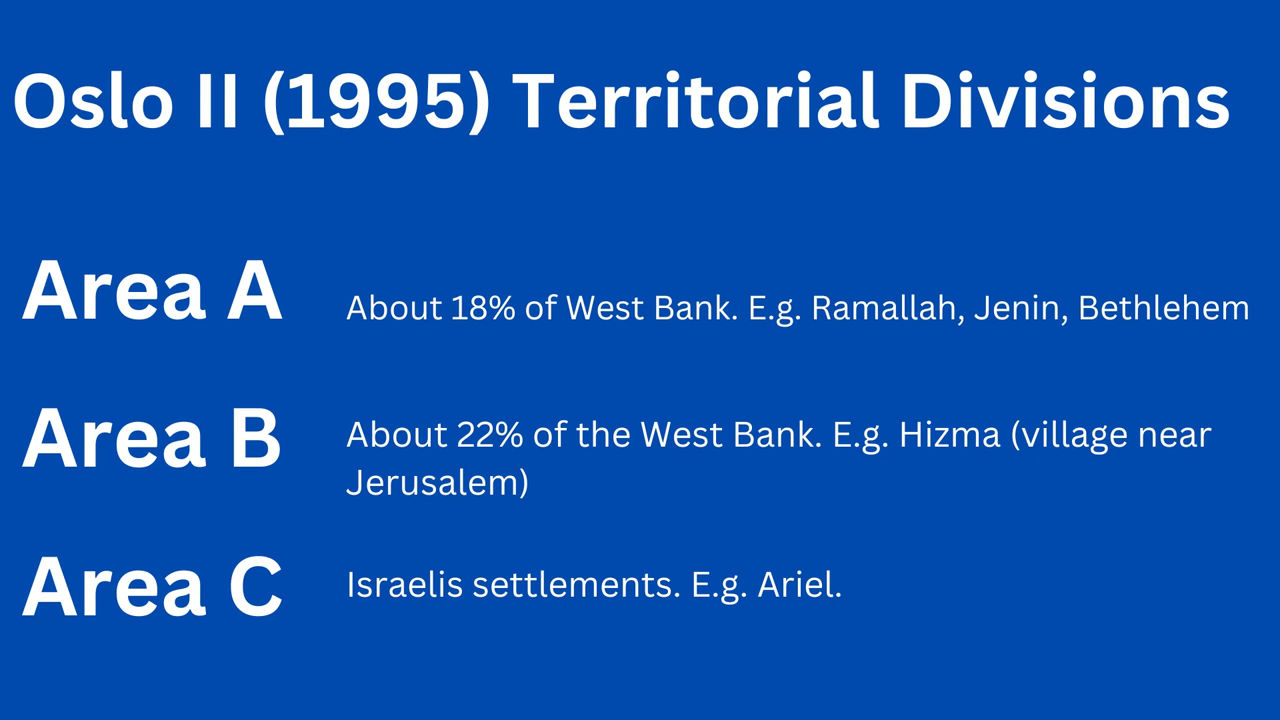 Oslo II (1995) Territorial Divisions
Area A
About 18% of West Bank. E.g. Ramallah, Jenin, Bethlehem
Area B
About 22% of the West Bank. E.g. Hizma (village near
Jerusalem)
Area C
Israelis settlements. E.g. Ariel.